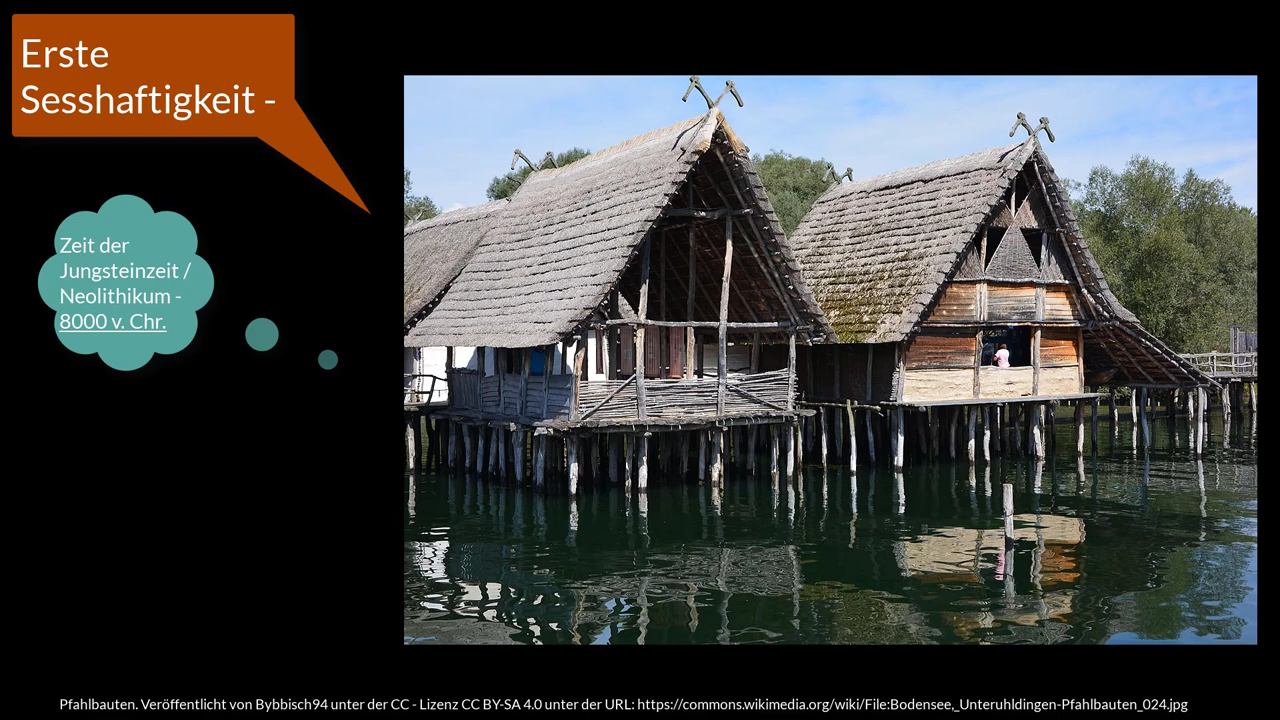 Erste
Sesshaftigkeit -
Zeit der
Jungsteinzeit /
Neolithikum -
8000 v. Chr.
Pfahlbauten. Veröffentlicht von Bybbisch94 unter der CC - Lizenz CC BY-SA 4.0 unter der URL: https://commons.wikimedia.org/wiki/File:Bodensee,_Unteruhldingen-Pfahlbauten_024.jpg